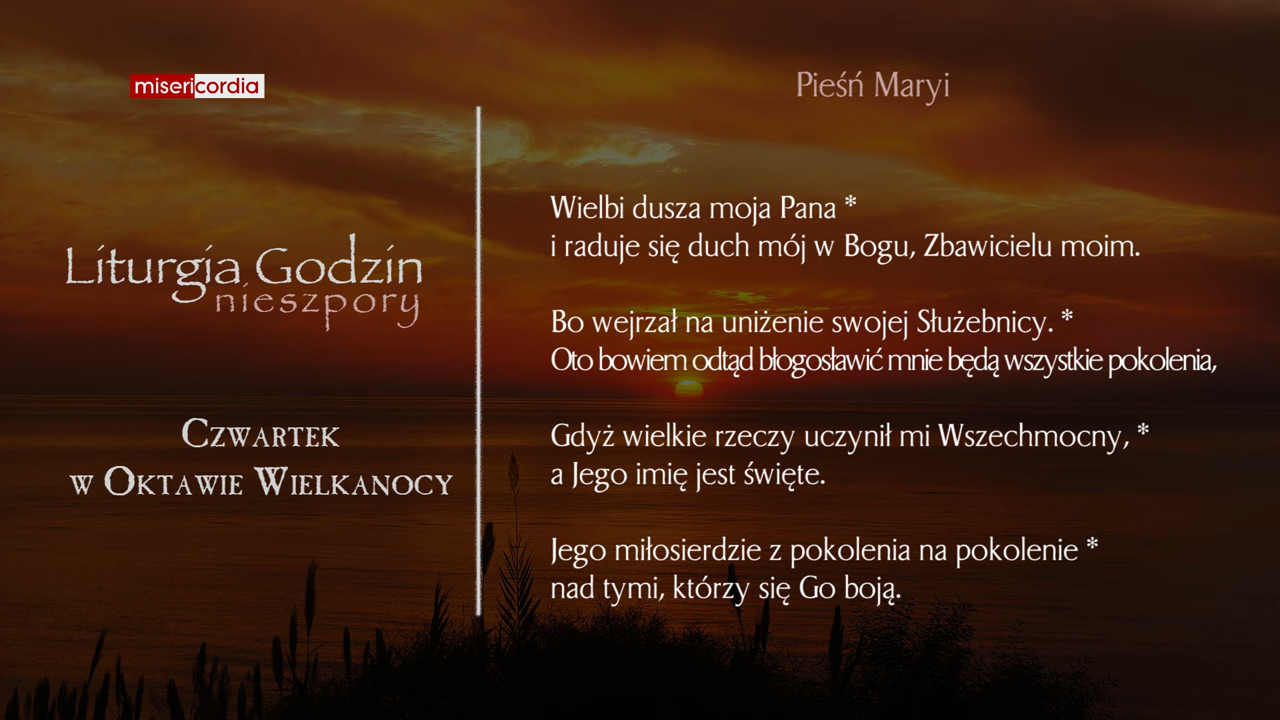 misericordia
Liturgia Godzin
nieszpory
Czwartek
w Oktawie Wielkanocy
Pieśń Maryi
Wielbi dusza moja Pana *
i raduje się duch mój w Bogu, Zbawicielu moim.
Bo wejrzał na uniżenie swojej Służebnicy. *
Oto bowiem odtąd błogosławić mnie będą wszystkie pokolenia,
Gdyż wielkie rzeczy uczynił mi Wszechmocny, *
a Jego imię jest święte.
Jego miłosierdzie z pokolenia na pokolenie *
nad tymi, którzy się Go boją.